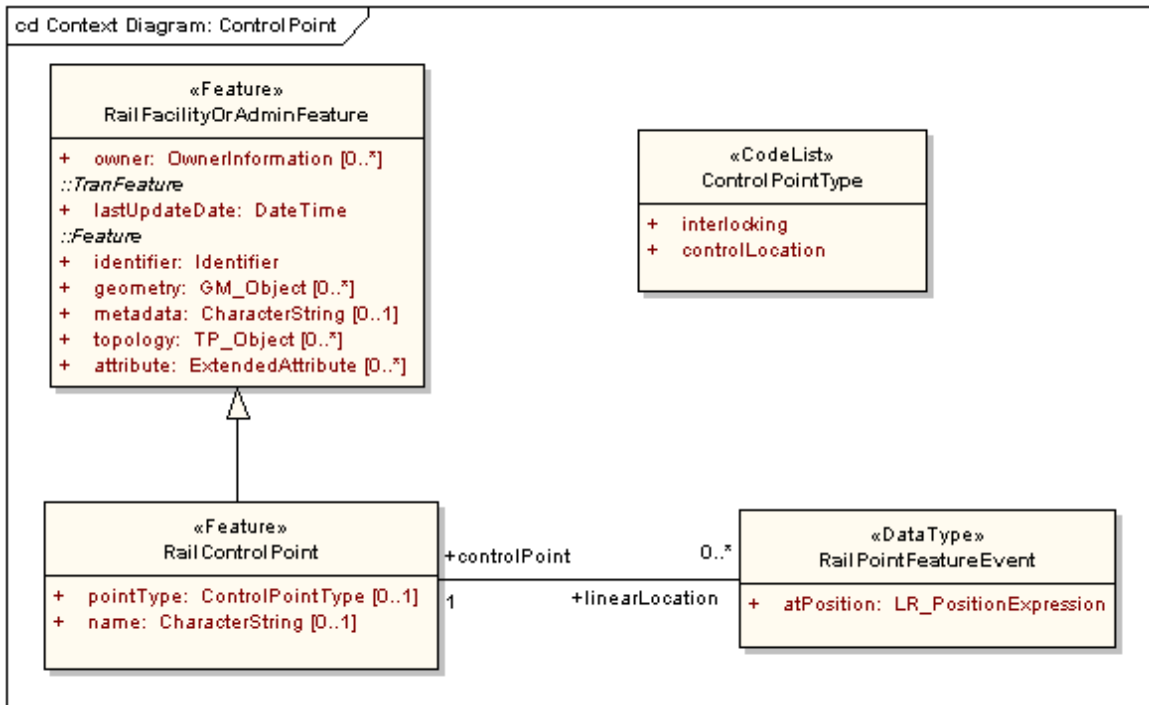 cd Context Diagram: ControlPoint
«Feature»
RailFacilityOrAdminFeature
+ owner: OwnerInformation [0..*]
::TranFeature
+ lastUpdateDate: DateTime
::Feature
+ identifier: Identifier
+ geometry: GM_Object [0..*]
+ metadata: CharacterString [0..1]
+ topology: TP_Object [0..*]
+ attribute: ExtendedAttribute [0..*]
«CodeList»
ControlPointType
+ interlocking
+ controlLocation
«Feature»
RailControlPoint
+ pointType: ControlPointType [0..1]
+ name: CharacterString [0..1]
+controlPoint
0..*
1
+linearLocation
«DataType»
RailPointFeatureEvent
+ atPosition: LR_PositionExpression